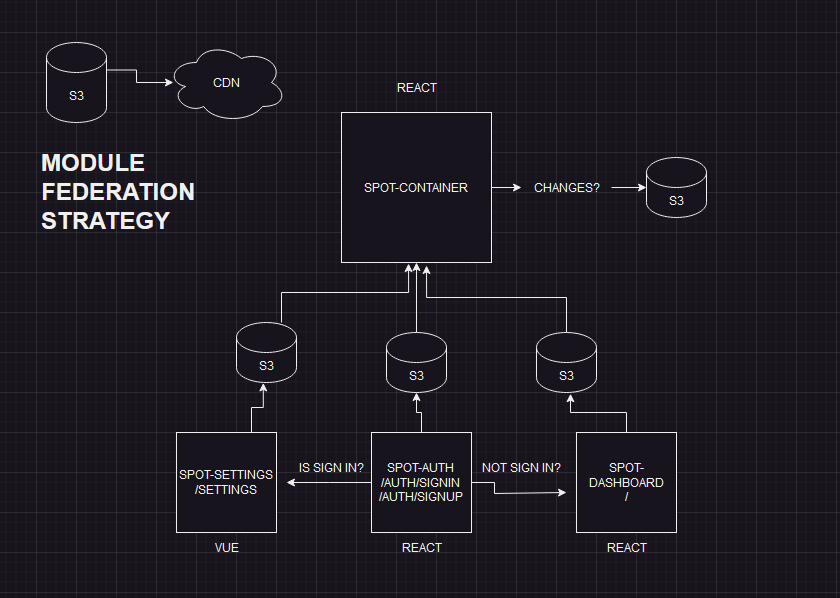 S3
CDN
REACT
MODULE
FEDERATION
STRATEGY
SPOT-CONTAINER
CHANGES?
S3
S3
S3
S3
SPOT-SETTINGS
/SETTINGS
IS SIGN IN?
SPOT-AUTH
/AUTH/SIGNIN
/AUTH/SIGNUP
NOT SIGN IN?
SPOT-
DASHBOARD
/
VUE
REACT
REACT